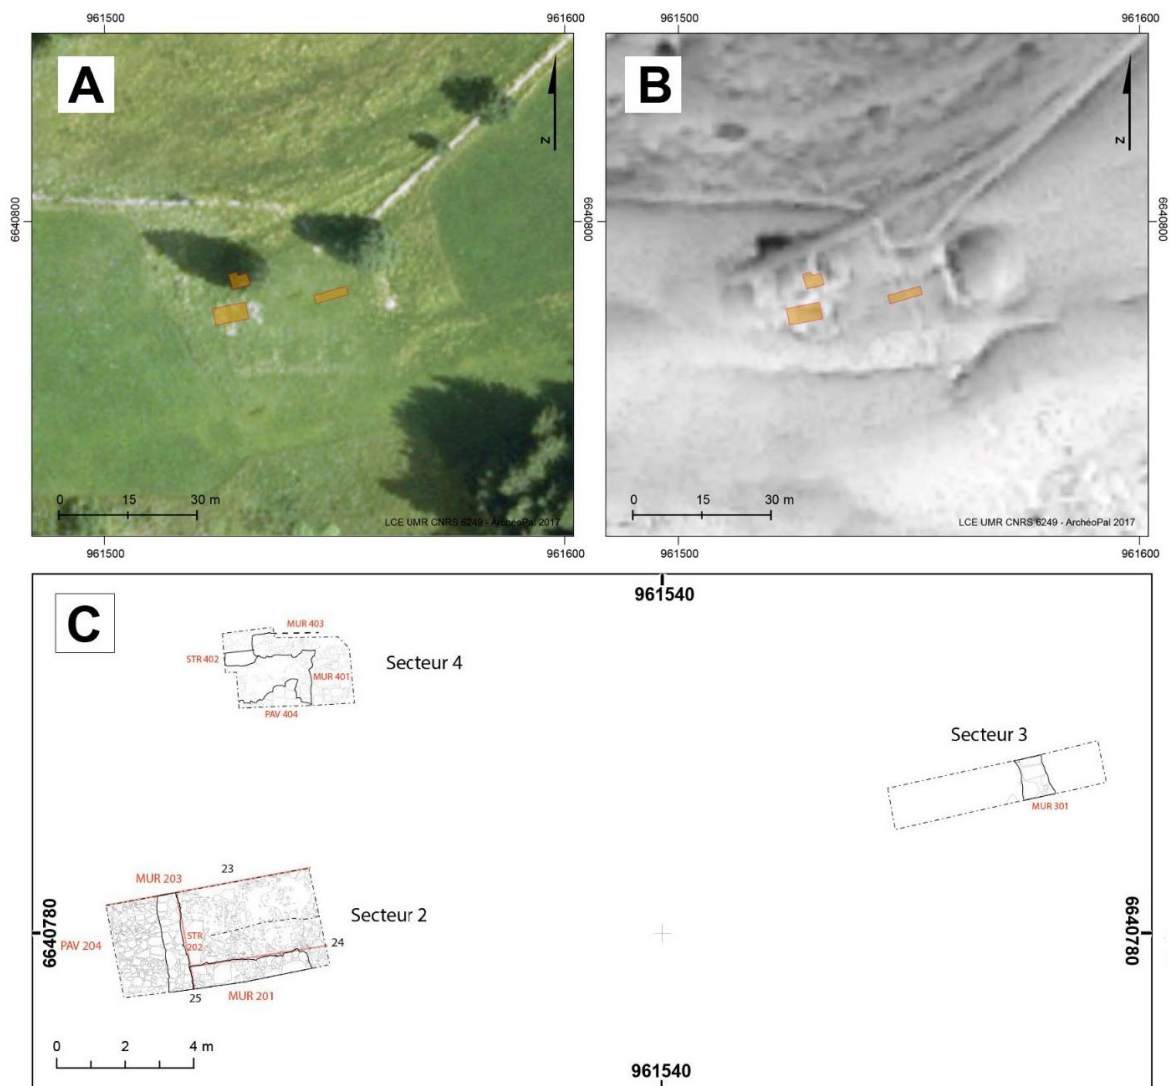 961500
961600
961500
961600
A
N
B
N
6640800
6640800
0 15 30 m
LCE UMR CNRS 6249 - ArchéoPal 2017
0 15 30 m
LCE UMR CNRS 6249 - ArchéoPal 2017
961500
961600
961500
961600
C
961540
MUR 403
STR 402
Secteur 4
MUR 401
PAV 404
Secteur 3
MUR 301
23
MUR 203
6640780
PAV 204
STR
202
Secteur 2
24
25
MUR 201
6640780
0 2 4 m
961540